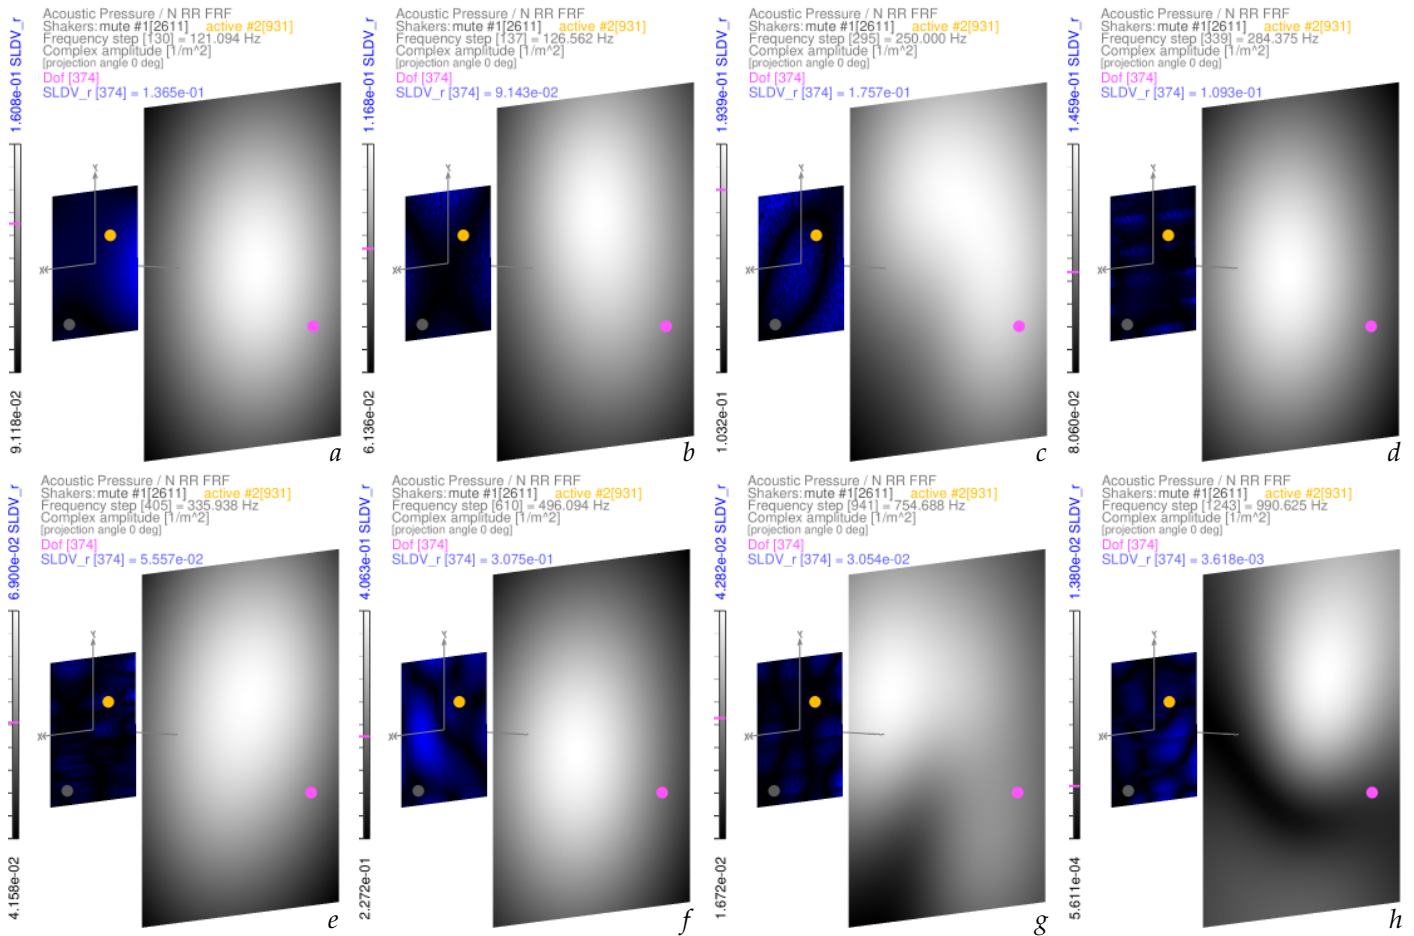 Acoustic Pressure / N RR FRF
Shakers: mute #1[2611] active #2[931]
Frequency step [130] = 121.094 Hz
Complex amplitude [1/m^2]
[projection angle 0 deg]
Dof [374]
SLDV_r [374] = 1.365e-01
1.608e-01 SLDV_r
9.118e-02
Y
X
a
Acoustic Pressure / N RR FRF
Shakers: mute #1[2611] active #2[931]
Frequency step [137] = 126.562 Hz
Complex amplitude [1/m^2]
[projection angle 0 deg]
Dof [374]
SLDV_r [374] = 9.143e-02
1.168e-01 SLDV_r
6.136e-02
Y
X
b
Acoustic Pressure / N RR FRF
Shakers: mute #1[2611] active #2[931]
Frequency step [295] = 250.000 Hz
Complex amplitude [1/m^2]
[projection angle 0 deg]
Dof [374]
SLDV_r [374] = 1.757e-01
1.939e-01 SLDV_r
1.032e-01
Y
X
c
Acoustic Pressure / N RR FRF
Shakers: mute #1[2611] active #2[931]
Frequency step [339] = 284.375 Hz
Complex amplitude [1/m^2]
[projection angle 0 deg]
Dof [374]
SLDV_r [374] = 1.093e-01
1.459e-01 SLDV_r
8.060e-02
Y
X
d
Acoustic Pressure / N RR FRF
Shakers: mute #1[2611] active #2[931]
Frequency step [405] = 335.938 Hz
Complex amplitude [1/m^2]
[projection angle 0 deg]
Dof [374]
SLDV_r [374] = 5.557e-02
6.900e-02 SLDV_r
4.158e-02
Y
X
e
Acoustic Pressure / N RR FRF
Shakers: mute #1[2611] active #2[931]
Frequency step [610] = 496.094 Hz
Complex amplitude [1/m^2]
[projection angle 0 deg]
Dof [374]
SLDV_r [374] = 3.075e-01
4.063e-01 SLDV_r
2.272e-01
Y
X
f
Acoustic Pressure / N RR FRF
Shakers: mute #1[2611] active #2[931]
Frequency step [941] = 754.688 Hz
Complex amplitude [1/m^2]
[projection angle 0 deg]
Dof [374]
SLDV_r [374] = 3.054e-02
4.282e-02 SLDV_r
1.672e-02
Y
X
g
Acoustic Pressure / N RR FRF
Shakers: mute #1[2611] active #2[931]
Frequency step [1243] = 990.625 Hz
Complex amplitude [1/m^2]
[projection angle 0 deg]
Dof [374]
SLDV_r [374] = 3.618e-03
1.380e-02 SLDV_r
5.611e-04
Y
X
h